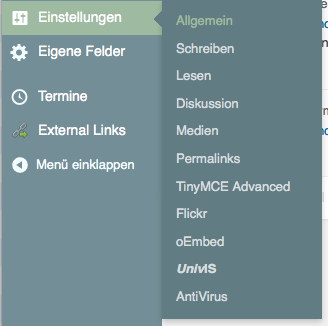 Einstellungen
Eigene Felder
Termine
External Links
Menü einklappen
Allgemein
Schreiben
Lesen
Diskussion
Medien
Permalinks
TinyMCE Advanced
Flickr
oEmbed
UnivIS
AntiVirus